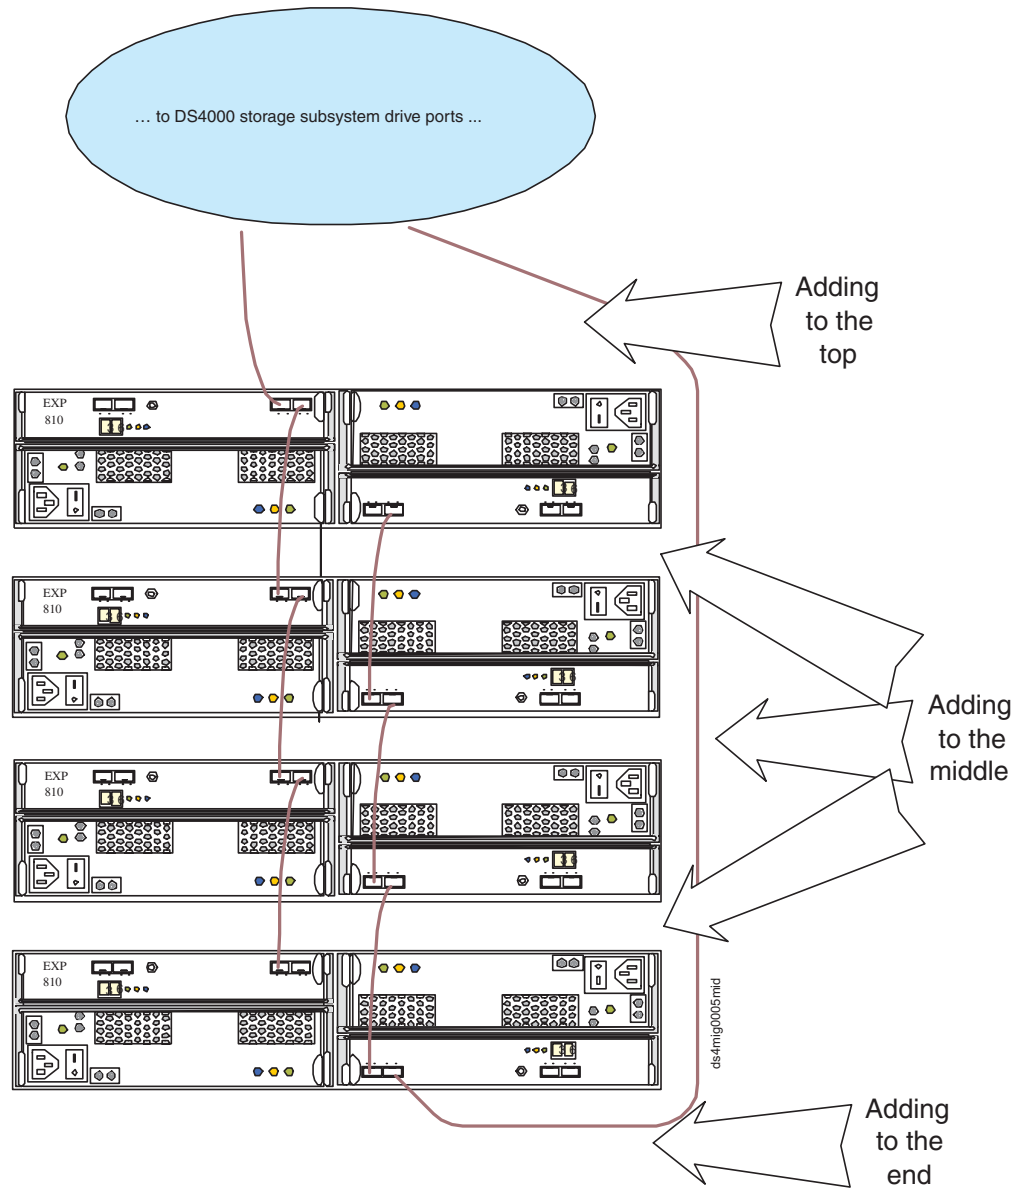 … to DS4000 storage subsystem drive ports ...
Adding
to the
top
EXP
810
EXP
810
Adding
to the
middle
EXP
810
EXP
810
ds4mig0005mid
Adding
to the
end